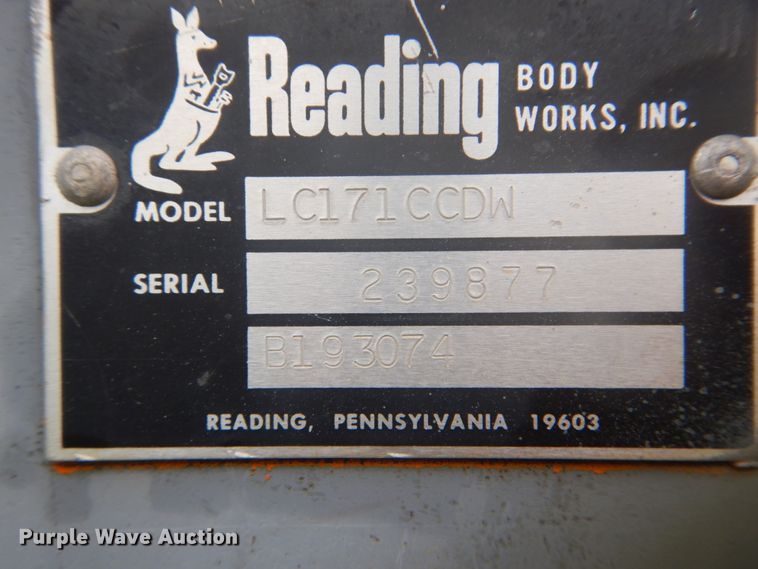 Reading BODY
WORKS, INC.
MODEL LC171CCDW
SERIAL 239877
B193074
READING, PENNSYLVANIA 19603
Purple Wave Auction